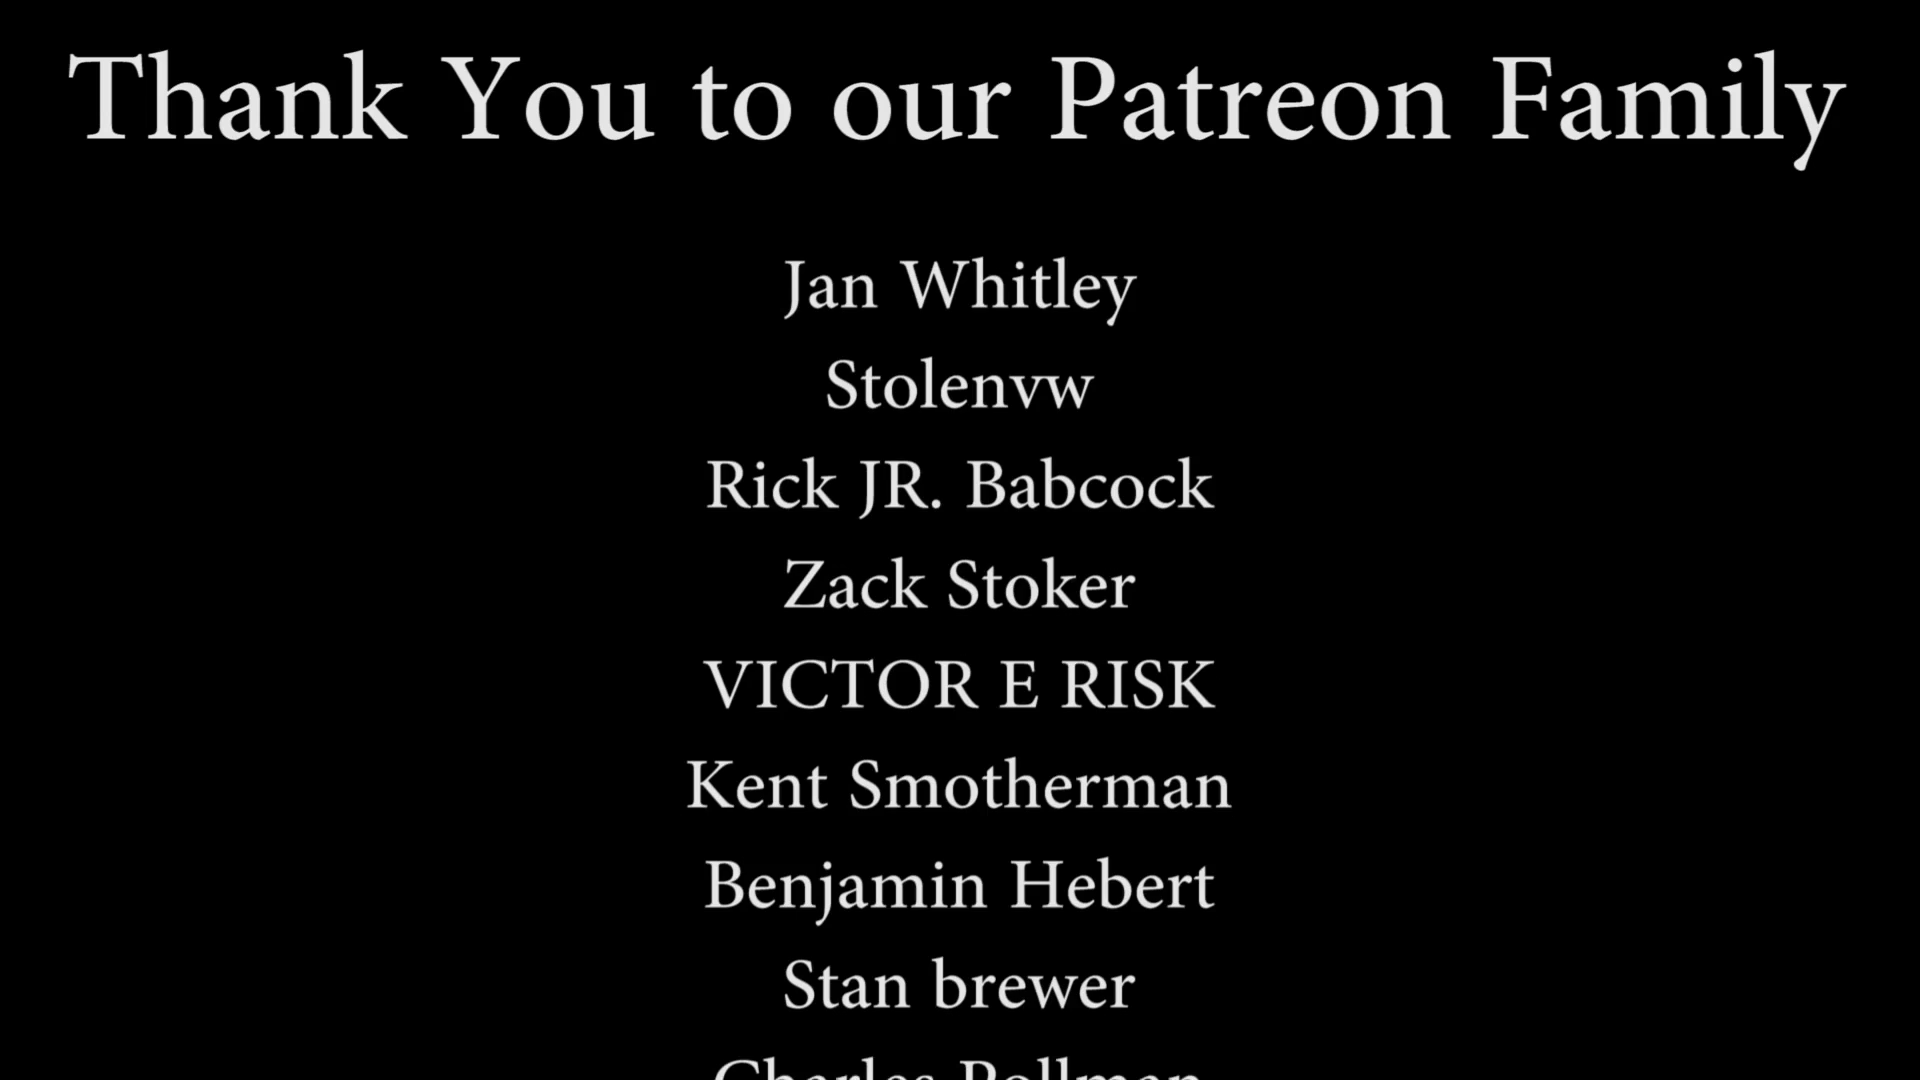 Thank You to our Patreon Family
Jan Whitley
Stolenvw
Rick JR. Babcock
Zack Stoker
VICTOR E RISK
Kent Smotherman
Benjamin Hebert
Stan brewer
Charles